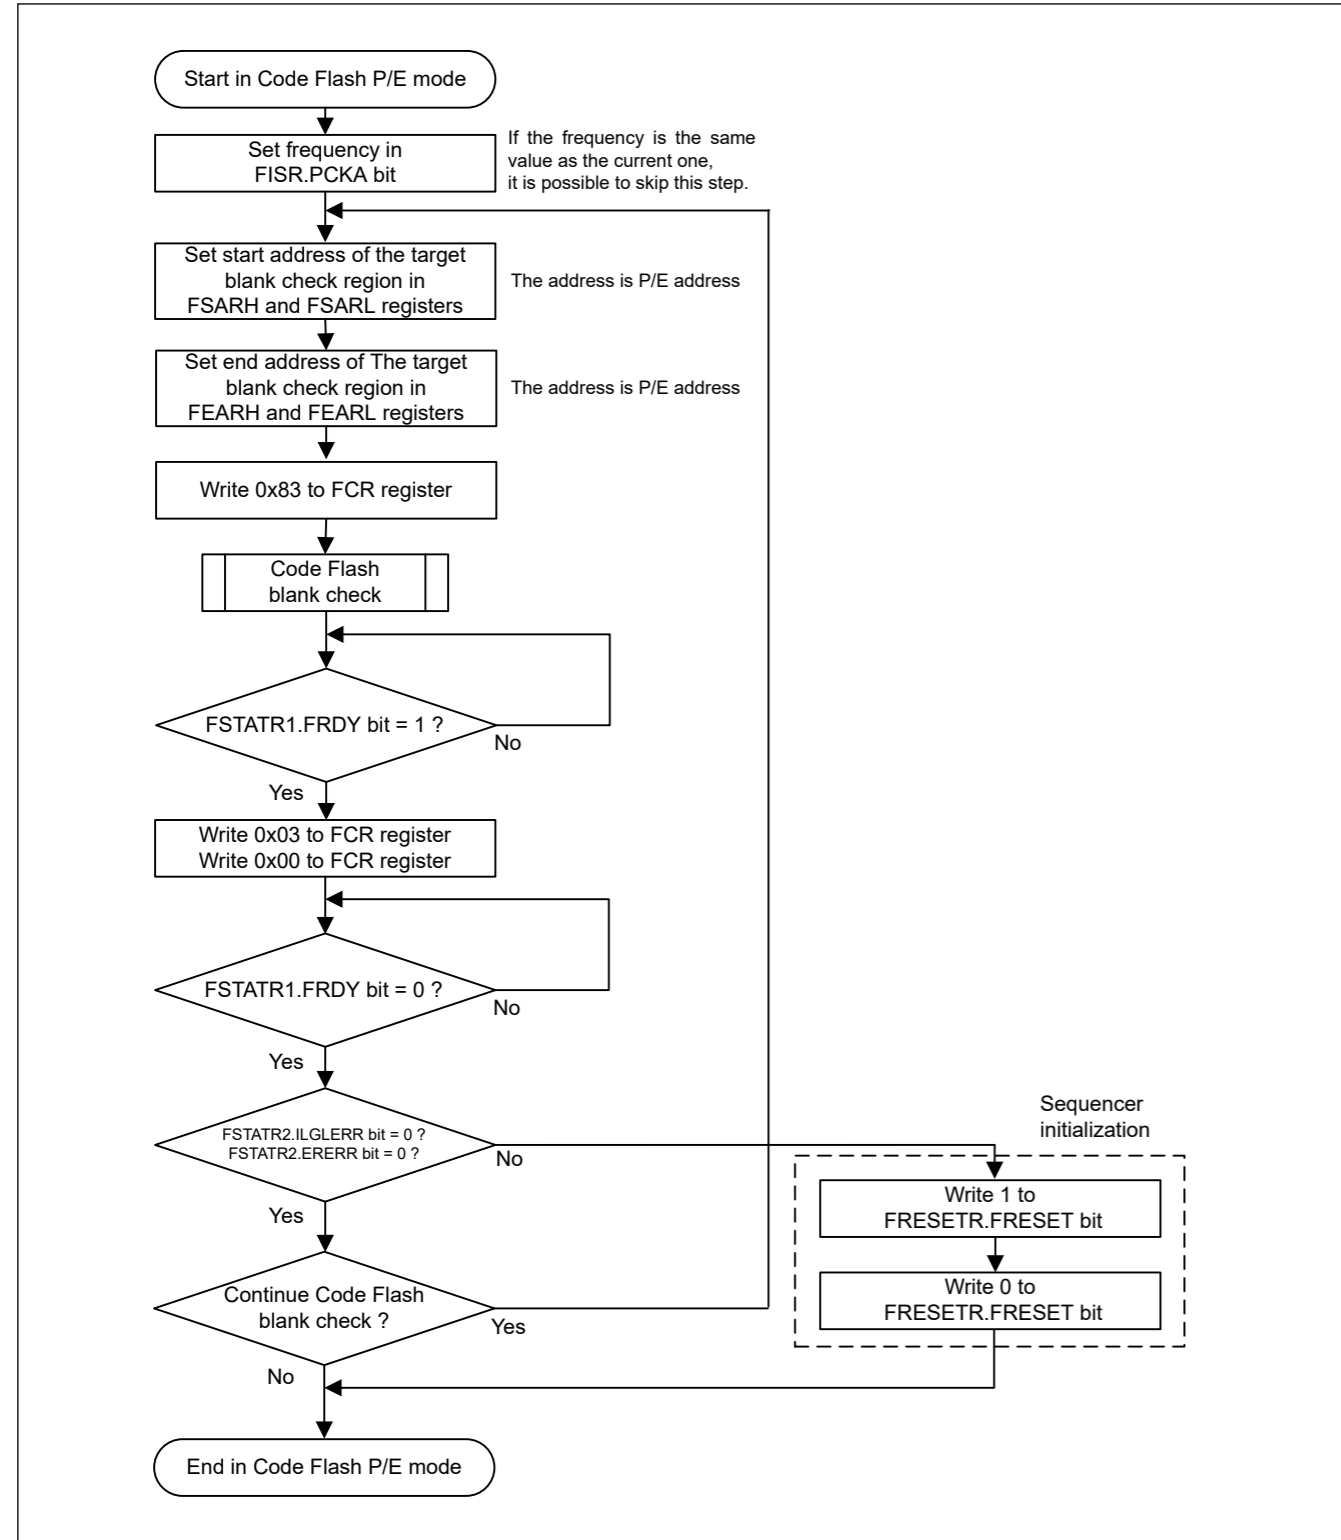 Start in Code Flash P/E mode
Set frequency in
FISR.PCKA bit
If the frequency is the same
value as the current one,
it is possible to skip this step.
Set start address of the target
blank check region in
FSARH and FSARL registers
The address is P/E address
Set end address of The target
blank check region in
FEARH and FEARL registers
The address is P/E address
Write 0x83 to FCR register
Code Flash
blank check
FSTATR1.FRDY bit = 1 ?
No
Yes
Write 0x03 to FCR register
Write 0x00 to FCR register
FSTATR1.FRDY bit = 0 ?
No
Yes
FSTATR2.ILGLERR bit = 0 ?
FSTATR2.ERERR bit = 0 ?
No
Yes
Sequencer
initialization
Write 1 to
FRESETR.FRESET bit
Write 0 to
FRESETR.FRESET bit
Continue Code Flash
blank check ?
Yes
No
End in Code Flash P/E mode